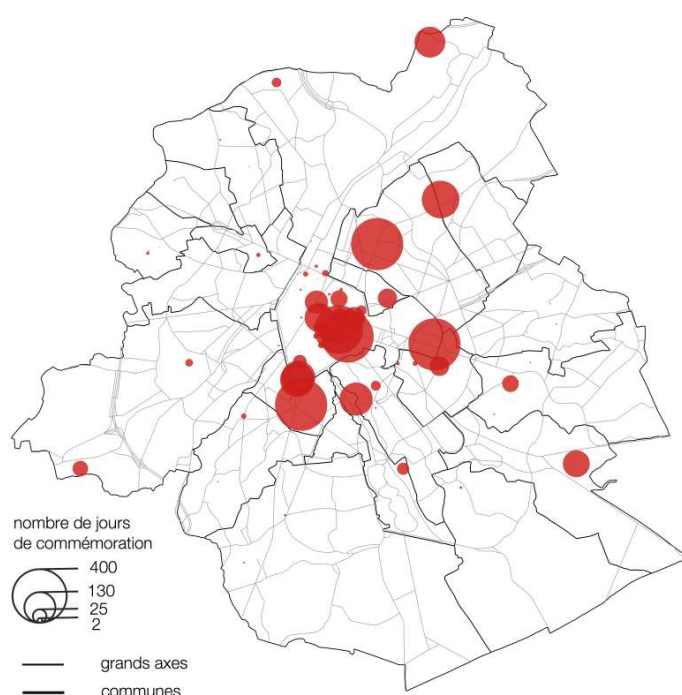 nombre de jours
de commémoration
400
130
25
2
grands axes
communes